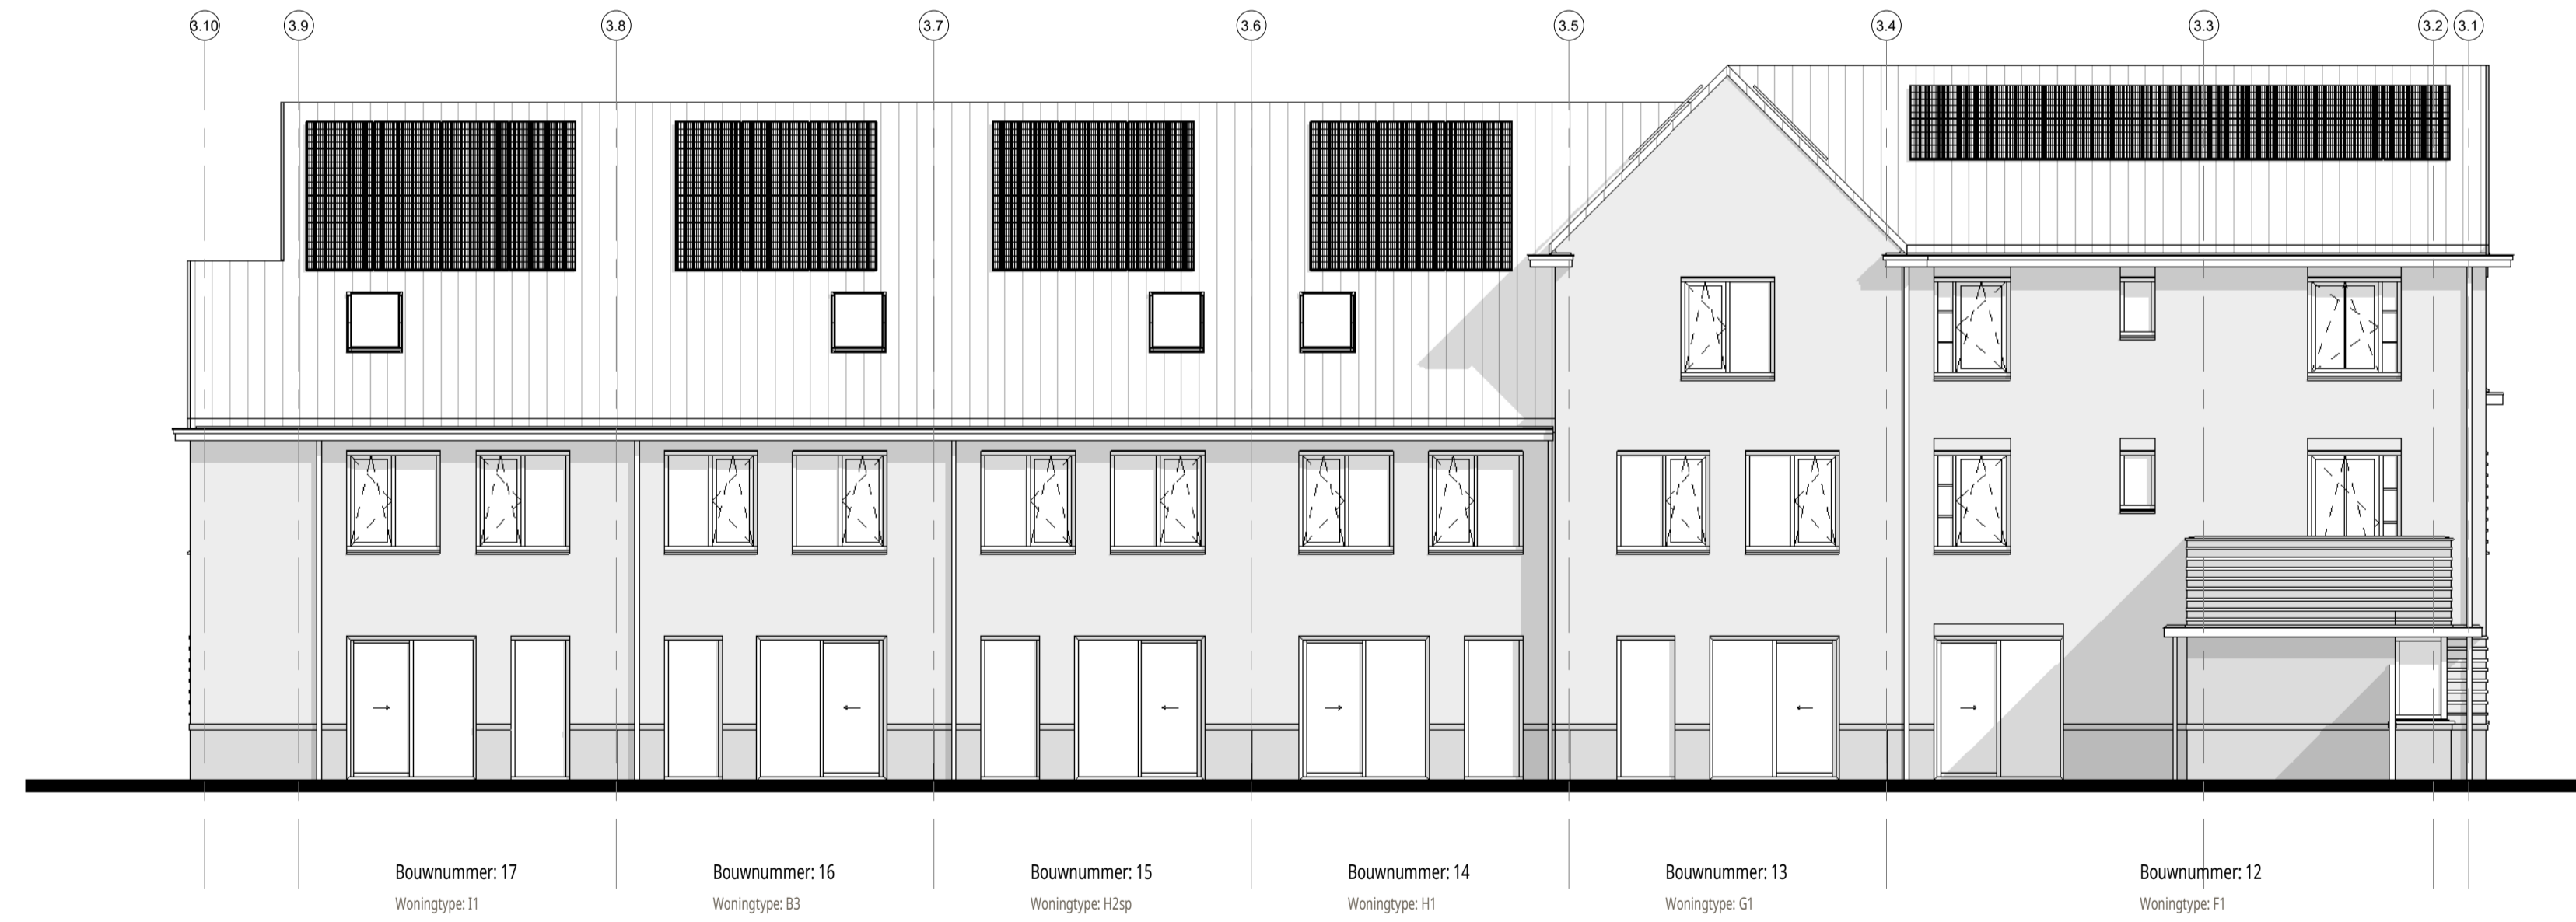 3.10 3.9 3.8 3.7 3.6 3.5 3.4 3.3 3.2 3.1
Bouwnummer: 17 Bouwnummer: 16 Bouwnummer: 15 Bouwnummer: 14 Bouwnummer: 13 Bouwnummer: 12
Woningtype: I1 Woningtype: B3 Woningtype: H2sp Woningtype: H1 Woningtype: G1 Woningtype: F1